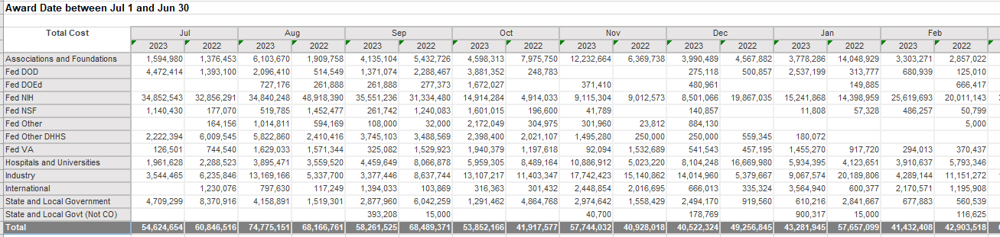 Award Date between Jul 1 and Jun 30
Total Cost Jul Aug Sep Oct Nov Dec Jan Feb
2023 2022 2023 2022 2023 2022 2023 2022 2023 2022 2023 2022 2023 2022 2023 2022
Associations and Foundations 1,594,980 1,376,453 6,103,670 1,909,758 4,135,104 5,432,726 4,598,313 7,975,750 12,232,664 6,369,738 3,990,489 4,567,882 3,778,286 14,048,929 3,303,271 2,857,022
Fed DOD 4,472,414 1,393,100 2,096,410 514,549 1,371,074 2,288,467 3,881,352 248,783 275,118 500,857 2,537,199 313,777 680,939 125,010
Fed DOEd 727,176 261,888 261,888 277,373 1,672,027 371,410 480,961 149,885 666,417
Fed NIH 34,852,543 32,856,291 34,840,248 48,918,390 35,551,236 31,334,480 14,914,284 4,914,033 9,115,304 9,012,573 8,501,066 19,867,035 15,241,868 14,398,959 25,619,693 20,011,143
Fed NSF 1,140,430 177,070 519,785 1,452,477 261,742 1,240,083 1,601,015 196,600 41,789 140,857 11,808 57,328 486,257 50,799
Fed Other 164,156 1,014,811 594,169 108,000 32,000 2,172,049 304,975 301,960 23,812 884,130 5,000
Fed Other DHHS 2,222,394 6,009,545 5,822,860 2,410,416 3,745,103 3,488,569 2,398,400 2,021,107 1,495,280 250,000 250,000 559,345 180,072
Fed VA 126,501 744,540 1,629,033 1,571,344 325,082 1,529,923 1,940,379 1,197,618 92,094 1,532,689 541,543 457,195 1,455,270 917,720 294,013 370,437
Hospitals and Universities 1,961,628 2,288,523 3,895,471 3,559,520 4,459,649 8,066,878 5,959,305 8,489,164 10,886,912 5,023,220 8,104,248 16,669,980 5,934,395 4,123,651 3,910,637 5,793,346
Industry 3,544,465 6,235,846 13,169,166 5,337,700 3,377,446 8,637,744 13,107,217 11,403,347 17,742,423 15,140,862 14,014,960 5,379,667 9,067,574 20,189,806 4,289,144 11,151,272
International 1,230,076 797,630 117,249 1,394,033 103,869 316,363 301,432 2,448,854 2,016,695 666,013 335,324 3,564,940 600,377 2,170,571 1,195,908
State and Local Government 4,709,299 8,370,916 4,158,891 1,519,301 2,877,960 6,042,259 1,291,462 4,864,768 2,974,642 1,558,429 2,494,170 919,560 610,216 2,841,667 677,883 560,539
State and Local Govt (Not CO) 393,208 15,000 40,700 178,769 900,317 15,000 116,625
Total 54,624,654 60,846,516 74,775,151 68,166,761 58,261,525 68,489,371 53,852,166 41,917,577 57,744,032 40,928,018 40,522,324 49,256,845 43,281,945 57,657,099 41,432,408 42,903,518